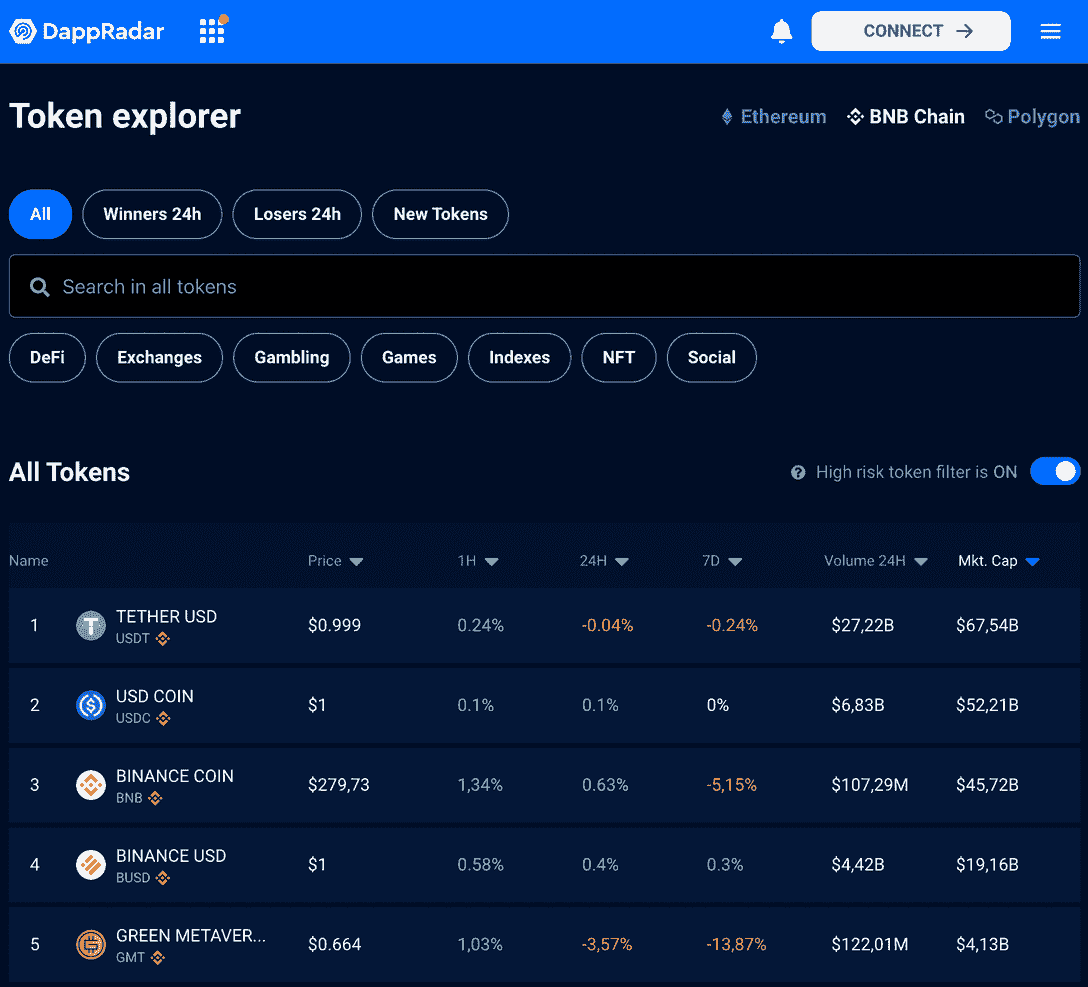 DappRadar
CONNECT →
Token explorer
Ethereum BNB Chain Polygon
All Winners 24h Losers 24h New Tokens
Search in all tokens
DeFi Exchanges Gambling Games Indexes NFT Social
All Tokens
High risk token filter is ON
Name Price 1H 24H 7D Volume 24H Mkt. Cap
1 TETHER USD $0.999 0.24% -0.04% -0.24% $27,22B $67,54B
USDT
2 USD COIN $1 0.1% 0.1% 0% $6,83B $52,21B
USDC
3 BINANCE COIN $279,73 1,34% 0.63% -5,15% $107,29M $45,72B
BNB
4 BINANCE USD $1 0.58% 0.4% 0.3% $4,42B $19,16B
BUSD
5 GREEN METAVER... $0.664 1,03% -3,57% -13,87% $122,01M $4,13B
GMT